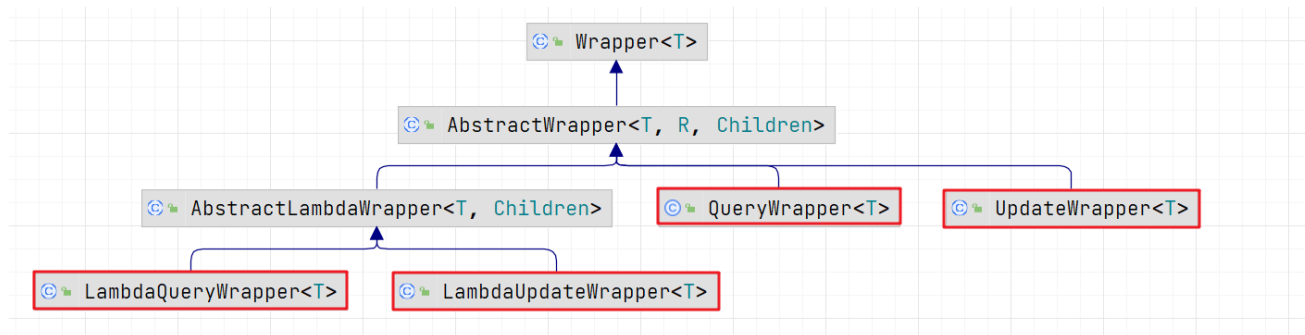 Wrapper<T>
AbstractWrapper<T, R, Children>
AbstractLambdaWrapper<T, Children>
QueryWrapper<T>
UpdateWrapper<T>
LambdaQueryWrapper<T>
LambdaUpdateWrapper<T>